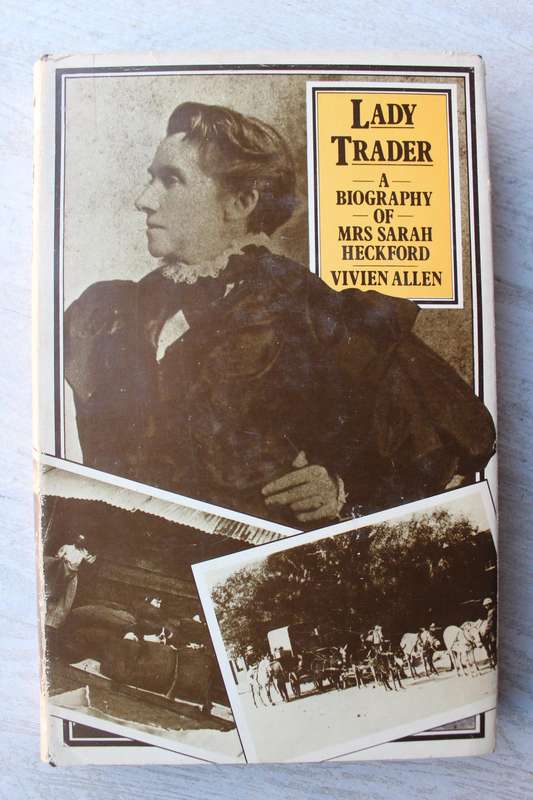 LADY
TRADER
A
BIOGRAPHY
OF
MRS SARAH
HECKFORD
VIVIEN ALLEN